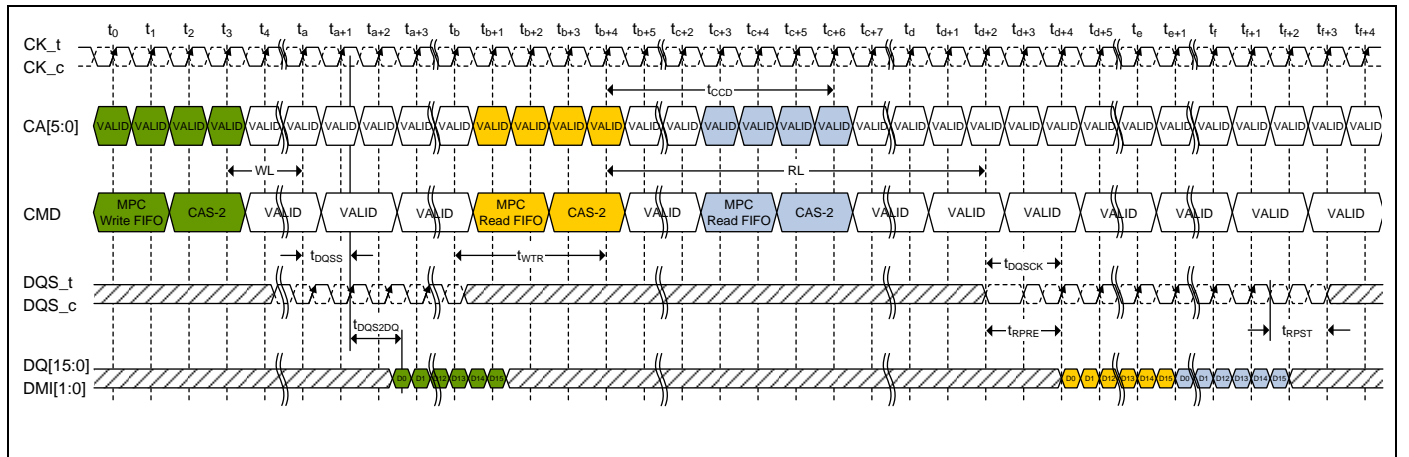 t0 t1 t2 t3 t4 ta ta+1 ta+2 ta+3 tb tb+1 tb+2 tb+3 tb+4 tb+5 tc+2 tc+3 tc+4 tc+5 tc+6 tc+7 td td+1 td+2 td+3 td+4 td+5 te te+1 tf tf+1 tf+2 tf+3 tf+4
CK_t
CK_c
tCCD
CA[5:0] VALID VALID VALID VALID VALID VALID VALID VALID VALID VALID VALID VALID VALID VALID VALID VALID VALID VALID VALID VALID VALID VALID VALID VALID VALID VALID VALID VALID VALID VALID VALID VALID VALID VALID
WL RL
CMD MPC Write FIFO CAS-2 VALID VALID VALID MPC Read FIFO CAS-2 VALID MPC Read FIFO CAS-2 VALID VALID VALID VALID VALID VALID VALID
tDQSS tWTR tDQSCK
DQS_t
DQS_c
tDQS2DQ tRPRE tRPST
DQ[15:0]
DMI[1:0]
D0 D1 D12 D13 D14 D15 D0 D1 D12 D13 D14 D15 D0 D1 D12 D13 D14 D15